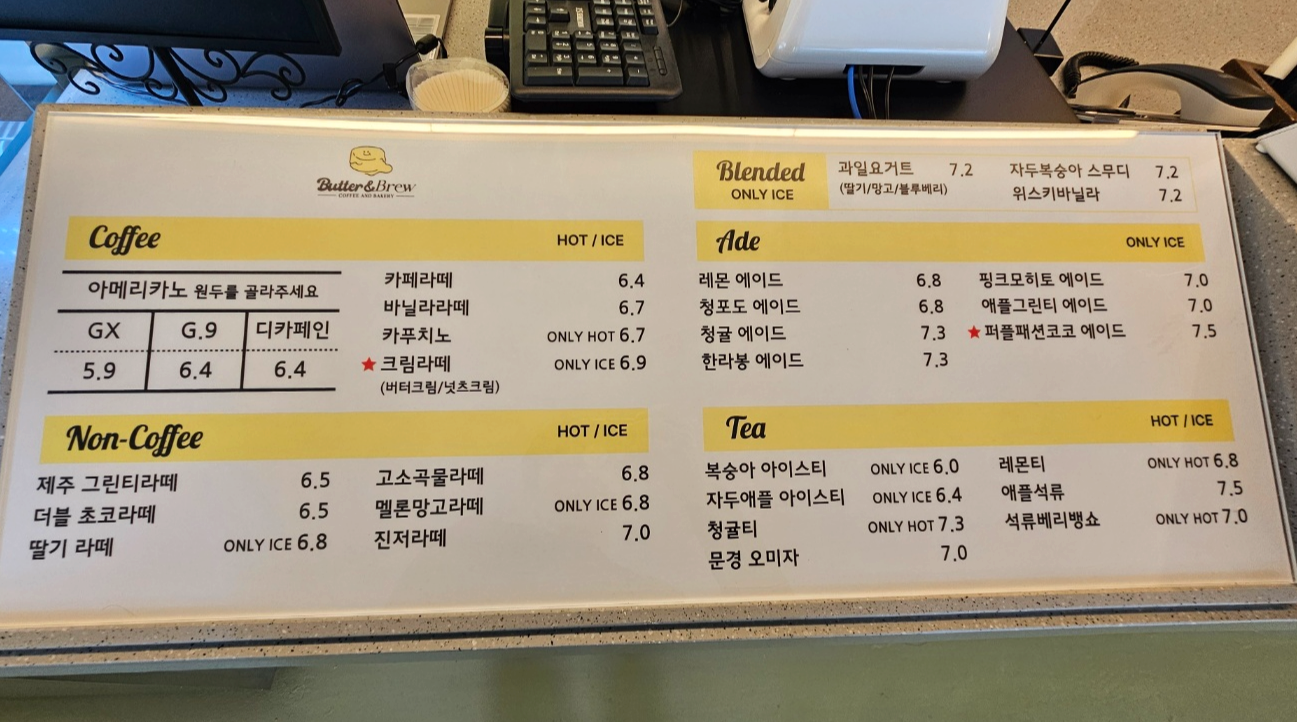 Butter&Brew
COFFEE AND BAKERY
Coffee HOT / ICE
아메리카노 원두를 골라주세요
GX G.9 디카페인
5.9 6.4 6.4
카페라떼 6.4
바닐라라떼 6.7
카푸치노 ONLY HOT 6.7
★ 크림라떼 ONLY ICE 6.9
(버터크림/넛츠크림)
Non-Coffee HOT / ICE
제주 그린티라떼 6.5
더블 초코라떼 6.5
딸기 라떼 ONLY ICE 6.8
고소곡물라떼 6.8
멜론망고라떼 ONLY ICE 6.8
진저라떼 7.0
Blended
ONLY ICE
과일요거트 7.2
(딸기/망고/블루베리)
자두복숭아 스무디 7.2
위스키바닐라 7.2
Ade ONLY ICE
레몬 에이드 6.8
청포도 에이드 6.8
청귤 에이드 7.3
한라봉 에이드 7.3
핑크모히토 에이드 7.0
애플그린티 에이드 7.0
★ 퍼플패션코코 에이드 7.5
Tea HOT / ICE
복숭아 아이스티 ONLY ICE 6.0
자두애플 아이스티 ONLY ICE 6.4
청귤티 ONLY HOT 7.3
문경 오미자 7.0
레몬티 ONLY HOT 6.8
애플석류 7.5
석류베리뱅쇼 ONLY HOT 7.0